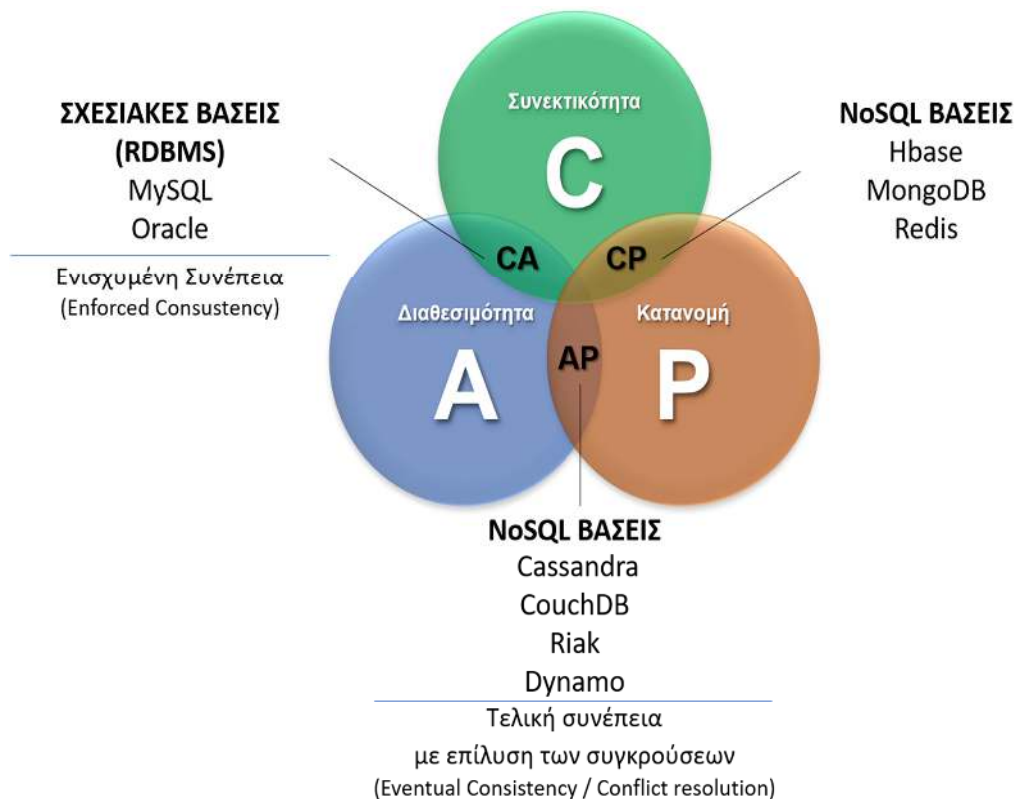 Συνεκτικότητα
C
ΣΧΕΣΙΑΚΕΣ ΒΑΣΕΙΣ
(RDBMS)
MySQL
Oracle
Ενισχυμένη Συνέπεια
(Enforced Consustency)
NoSQL ΒΑΣΕΙΣ
Hbase
MongoDB
Redis
CA
CP
Διαθεσιμότητα
A
Κατανομή
P
AP
NoSQL ΒΑΣΕΙΣ
Cassandra
CouchDB
Riak
Dynamo
Τελική συνέπεια
με επίλυση των συγκρούσεων
(Eventual Consistency / Conflict resolution)